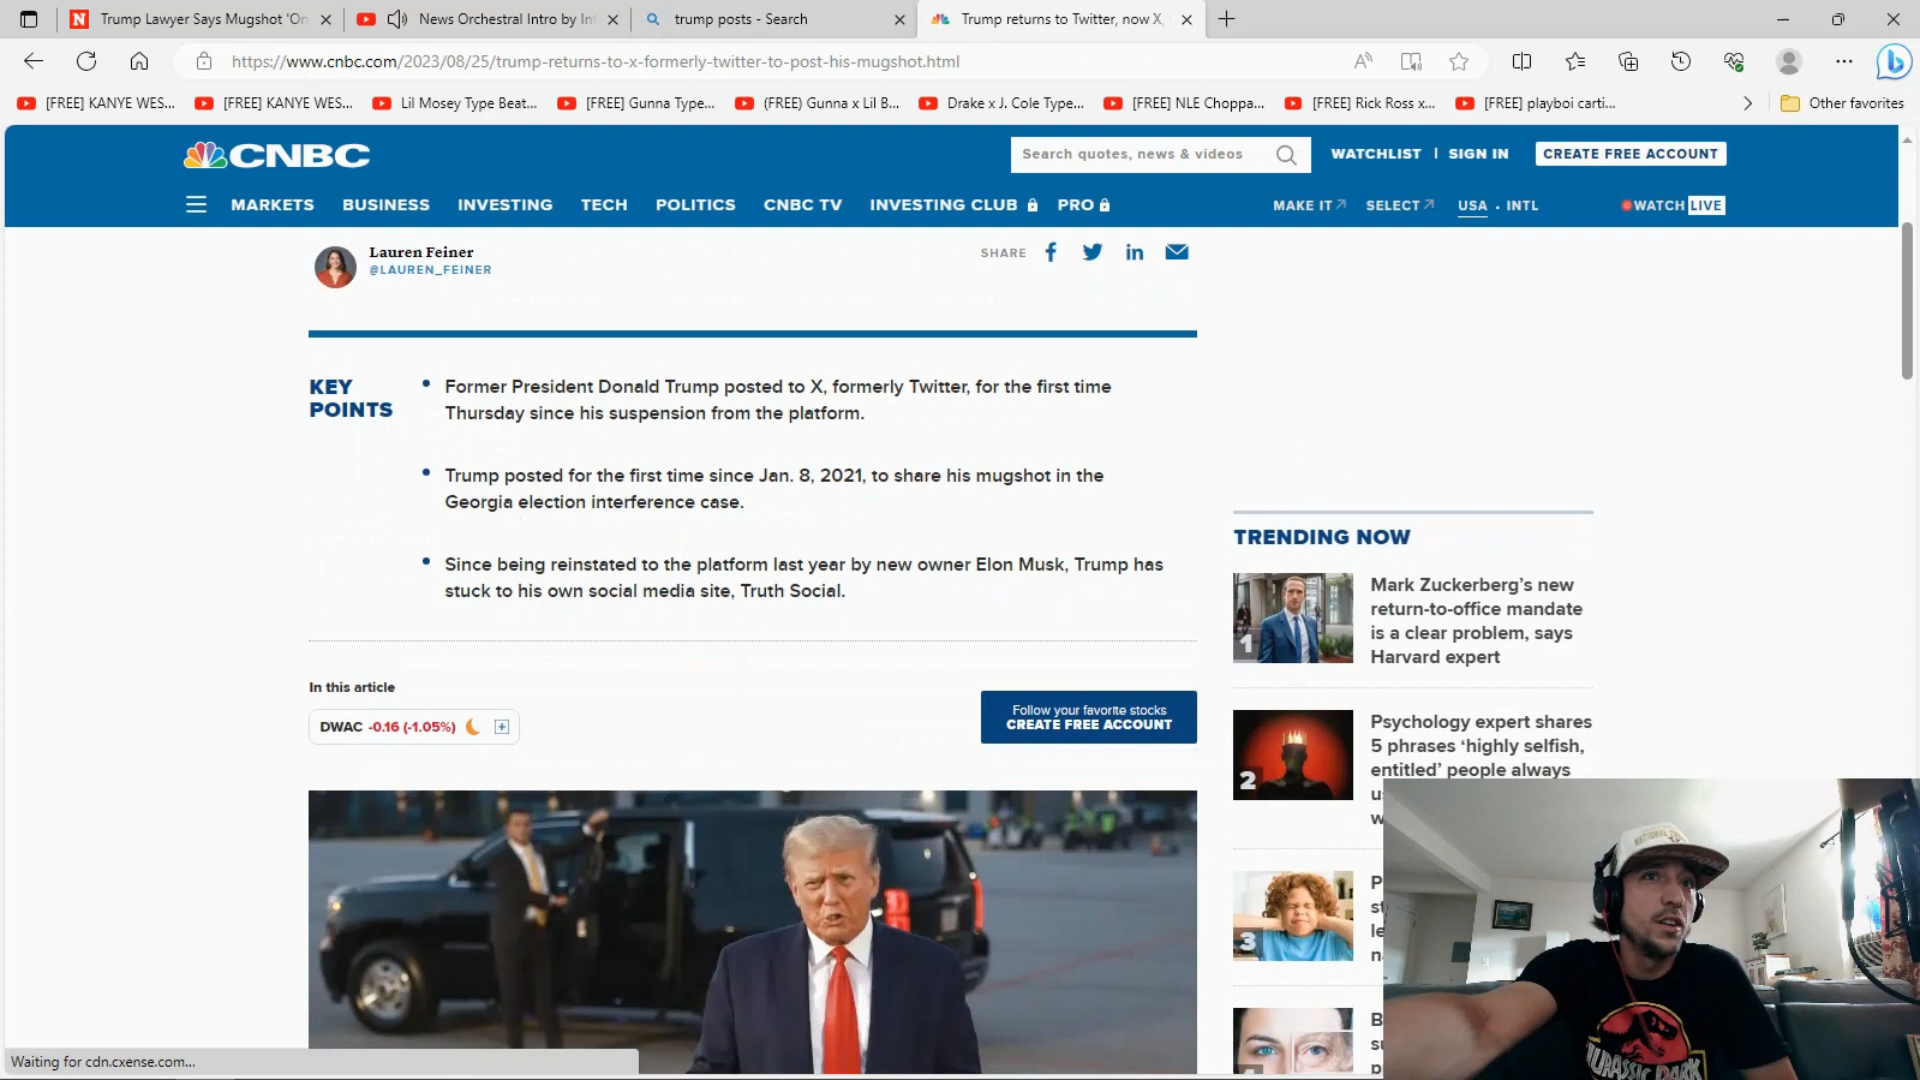 Trump Lawyer Says Mugshot 'On
News Orchestral Intro by In
trump posts - Search
Trump returns to Twitter, now X,
https://www.cnbc.com/2023/08/25/trump-returns-to-x-formerly-twitter-to-post-his-mugshot.html
[FREE] KANYE WES...
[FREE] KANYE WES...
Lil Mosey Type Beat...
[FREE] Gunna Type...
(FREE) Gunna x Lil B...
Drake x J. Cole Type...
[FREE] NLE Choppa...
[FREE] Rick Ross x...
[FREE] playboi carti...
Other favorites
CNBC
Search quotes, news & videos
WATCHLIST | SIGN IN
CREATE FREE ACCOUNT
MARKETS BUSINESS INVESTING TECH POLITICS CNBC TV INVESTING CLUB PRO
MAKE IT SELECT USA · INTL WATCH LIVE
Lauren Feiner
@LAUREN_FEINER
SHARE
KEY
POINTS
Former President Donald Trump posted to X, formerly Twitter, for the first time
Thursday since his suspension from the platform.
Trump posted for the first time since Jan. 8, 2021, to share his mugshot in the
Georgia election interference case.
Since being reinstated to the platform last year by new owner Elon Musk, Trump has
stuck to his own social media site, Truth Social.
In this article
DWAC -0.16 (-1.05%)
Follow your favorite stocks
CREATE FREE ACCOUNT
TRENDING NOW
1
Mark Zuckerberg's new
return-to-office mandate
is a clear problem, says
Harvard expert
2
Psychology expert shares
5 phrases 'highly selfish,
entitled' people always
3
JURASSIC PARK
Waiting for cdn.cxense.com...